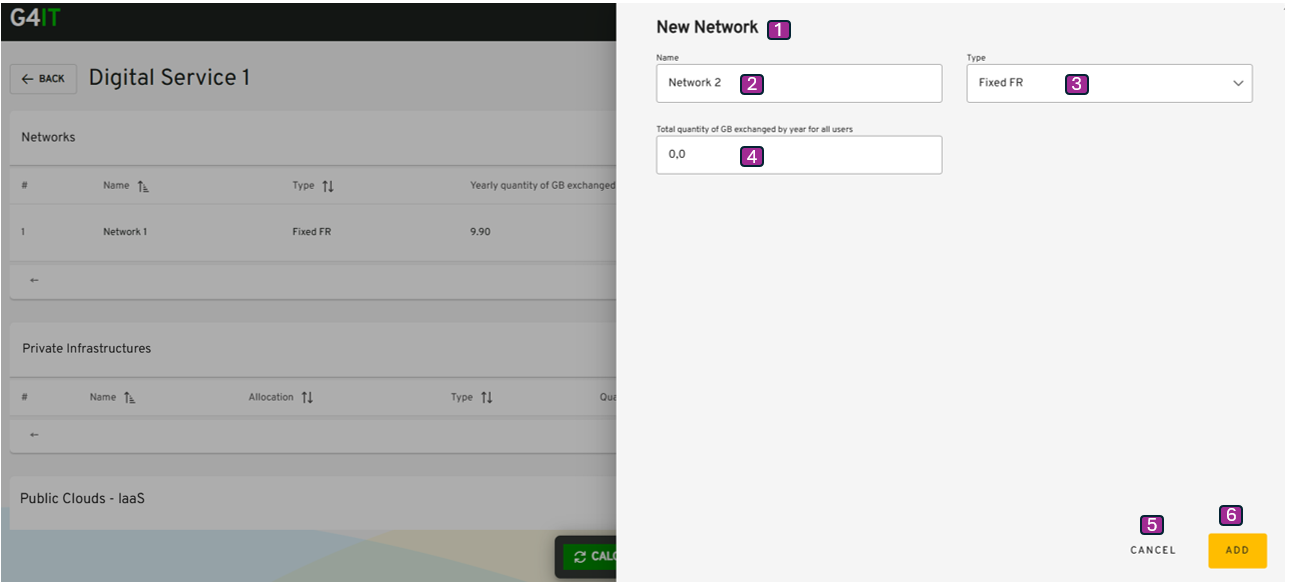 G4IT
← BACK Digital Service 1
Networks
# Name Type Yearly quantity of GB exchanged
1 Network 1 Fixed FR 9.90
←
Private Infrastructures
# Name Allocation Type Qua
←
Public Clouds - IaaS
CALC
New Network 1
Name
Network 2 2
Type
Fixed FR 3
Total quantity of GB exchanged by year for all users
0,0 4
5
CANCEL
6
ADD